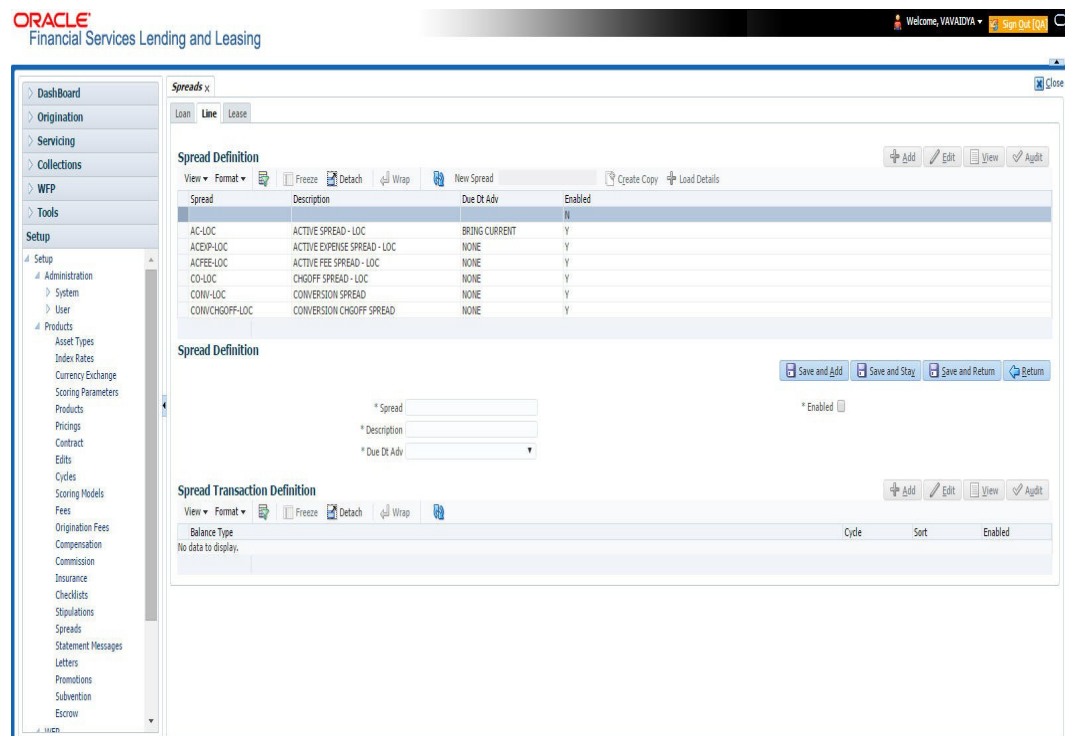 ORACLE
Financial Services Lending and Leasing
Welcome, VAVAIDYA
Sign Out [QA]
DashBoard
Origination
Servicing
Collections
WFP
Tools
Setup
Setup
Administration
System
User
Products
Asset Types
Index Rates
Currency Exchange
Scoring Parameters
Products
Pricings
Contract
Edits
Cycles
Scoring Models
Fees
Origination Fees
Compensation
Commission
Insurance
Checklists
Stipulations
Spreads
Statement Messages
Letters
Promotions
Subvention
Escrow
WFP
Spreads x
Close
Loan Line Lease
Spread Definition
Add Edit View Audit
View Format Freeze Detach Wrap New Spread Create Copy Load Details
Spread Description Due Dt Adv Enabled
N
AC-LOC ACTIVE SPREAD - LOC BRING CURRENT Y
ACEXP-LOC ACTIVE EXPENSE SPREAD - LOC NONE Y
ACFEE-LOC ACTIVE FEE SPREAD - LOC NONE Y
CO-LOC CHGOFF SPREAD - LOC NONE Y
CONV-LOC CONVERSION SPREAD NONE Y
CONVCHGOFF-LOC CONVERSION CHGOFF SPREAD NONE Y
Spread Definition
Save and Add Save and Stay Save and Return Return
* Spread
* Enabled
* Description
* Due Dt Adv
Spread Transaction Definition
Add Edit View Audit
View Format Freeze Detach Wrap
Balance Type Cycle Sort Enabled
No data to display.